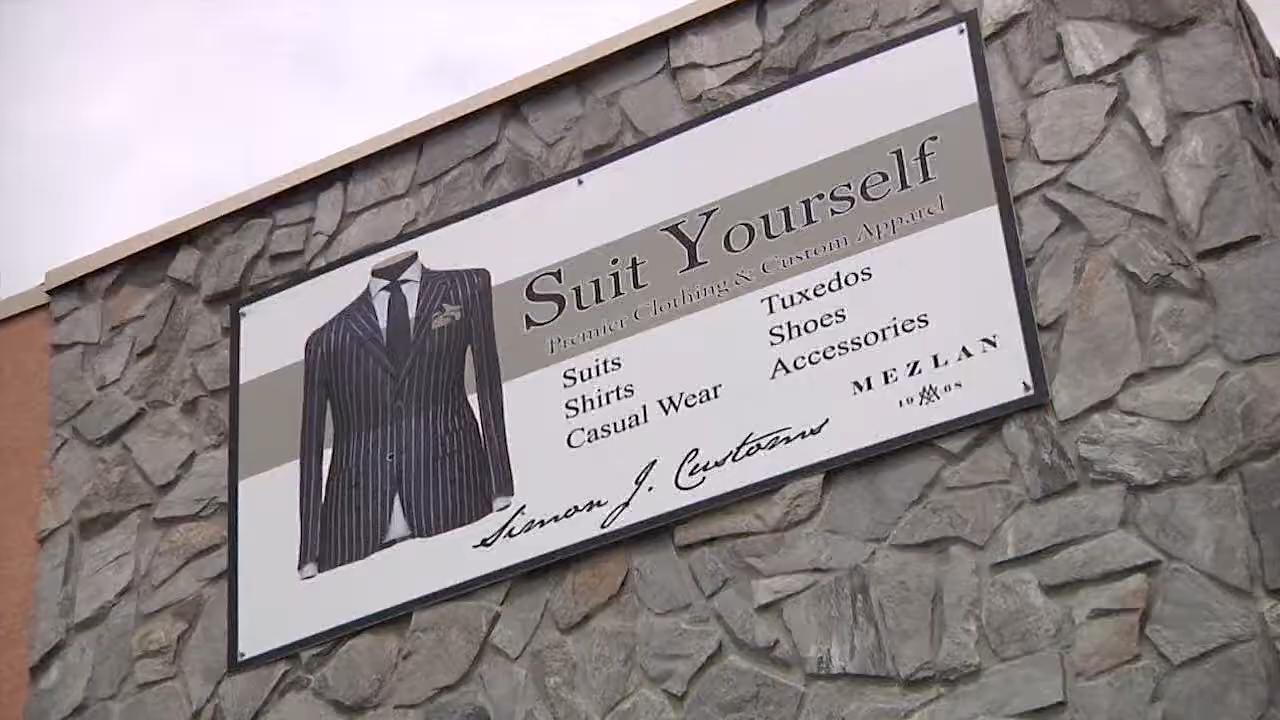 Suit Yourself
Premier Clothing & Custom Apparel
Suits
Shirts
Casual Wear
Tuxedos
Shoes
Accessories
MEZLAN
1968
Simon J. Customs